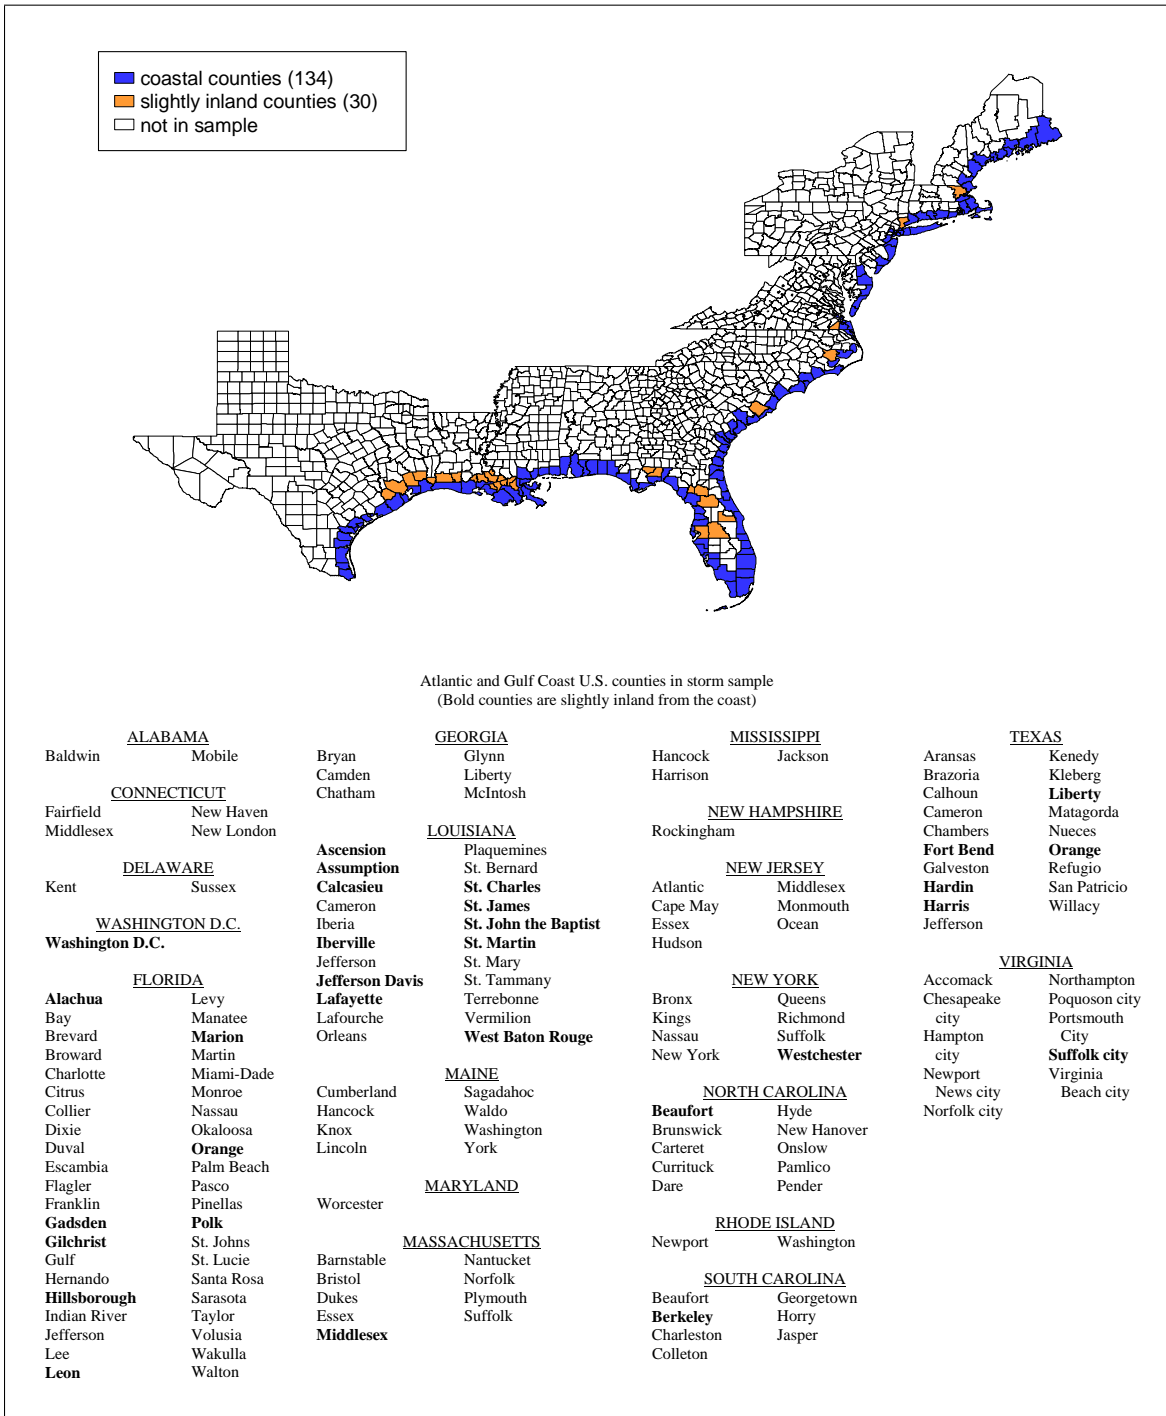 coastal counties (134)
slightly inland counties (30)
not in sample
Atlantic and Gulf Coast U.S. counties in storm sample
(Bold counties are slightly inland from the coast)
ALABAMA
Baldwin Mobile
CONNECTICUT
Fairfield New Haven
Middlesex New London
DELAWARE
Kent Sussex
WASHINGTON D.C.
Washington D.C.
FLORIDA
Alachua Levy
Bay Manatee
Brevard Marion
Broward Martin
Charlotte Miami-Dade
Citrus Monroe
Collier Nassau
Dixie Okaloosa
Duval Orange
Escambia Palm Beach
Flagler Pasco
Franklin Pinellas
Gadsden Polk
Gilchrist St. Johns
Gulf St. Lucie
Hernando Santa Rosa
Hillsborough Sarasota
Indian River Taylor
Jefferson Volusia
Lee Wakulla
Leon Walton
GEORGIA
Bryan Glynn
Camden Liberty
Chatham McIntosh
LOUISIANA
Ascension Plaquemines
Assumption St. Bernard
Calcasieu St. Charles
Cameron St. James
Iberia St. John the Baptist
Iberville St. Martin
Jefferson St. Mary
Jefferson Davis St. Tammany
Lafayette Terrebonne
Lafourche Vermilion
Orleans West Baton Rouge
MAINE
Cumberland Sagadahoc
Hancock Waldo
Knox Washington
Lincoln York
MARYLAND
Worcester
MASSACHUSETTS
Barnstable Nantucket
Bristol Norfolk
Dukes Plymouth
Essex Suffolk
Middlesex
MISSISSIPPI
Hancock Jackson
Harrison
NEW HAMPSHIRE
Rockingham
NEW JERSEY
Atlantic Middlesex
Cape May Monmouth
Essex Ocean
Hudson
NEW YORK
Bronx Queens
Kings Richmond
Nassau Suffolk
New York Westchester
NORTH CAROLINA
Beaufort Hyde
Brunswick New Hanover
Carteret Onslow
Currituck Pamlico
Dare Pender
RHODE ISLAND
Newport Washington
SOUTH CAROLINA
Beaufort Georgetown
Berkeley Horry
Charleston Jasper
Colleton
TEXAS
Aransas Kenedy
Brazoria Kleberg
Calhoun Liberty
Cameron Matagorda
Chambers Nueces
Fort Bend Orange
Galveston Refugio
Hardin San Patricio
Harris Willacy
Jefferson
VIRGINIA
Accomack Northampton
Chesapeake Poquoson city
city Portsmouth
Hampton City
city Suffolk city
Newport Virginia
News city Beach city
Norfolk city